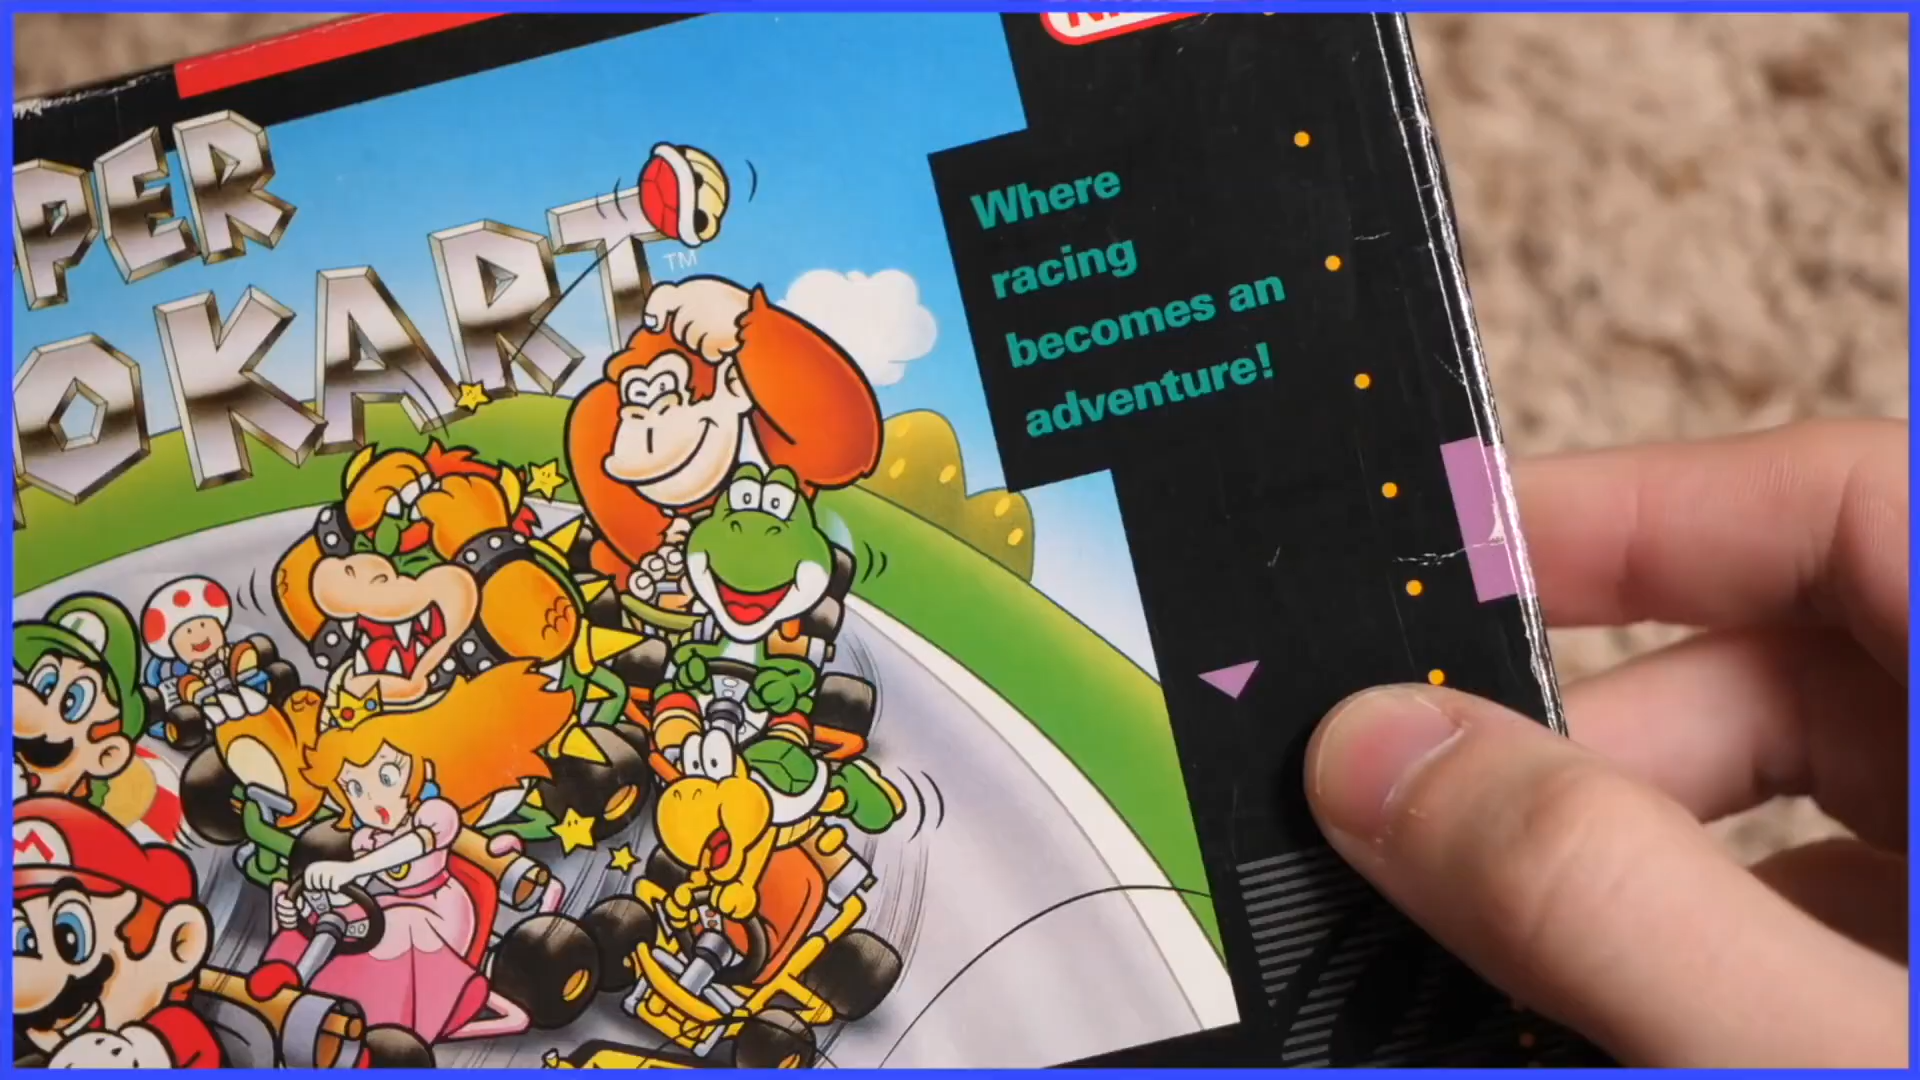 PER
OKART
TM
Where
racing
becomes an
adventure!
M